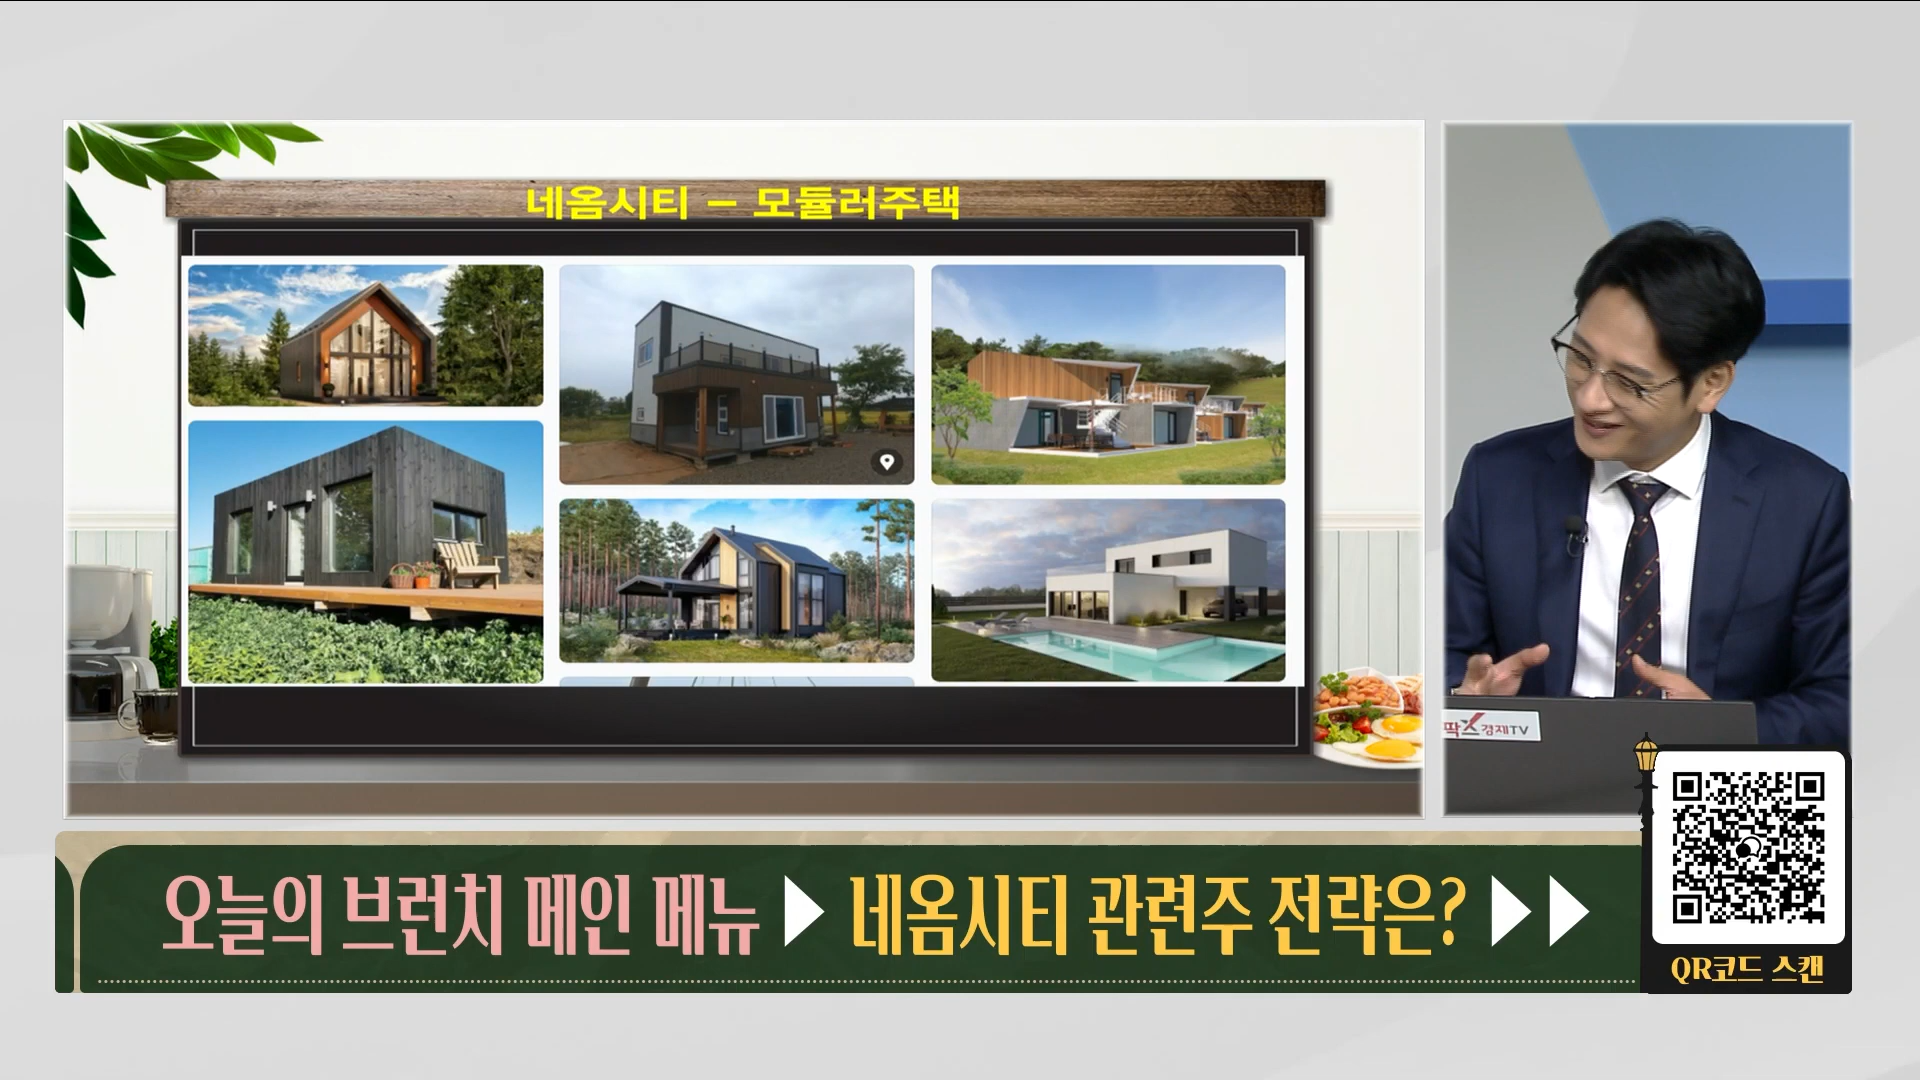 네옴시티 - 모듈러주택
팍스경제TV
오늘의 브런치 메인 메뉴 ▶ 네옴시티 관련주 전략은? ▶▶
QR코드 스캔